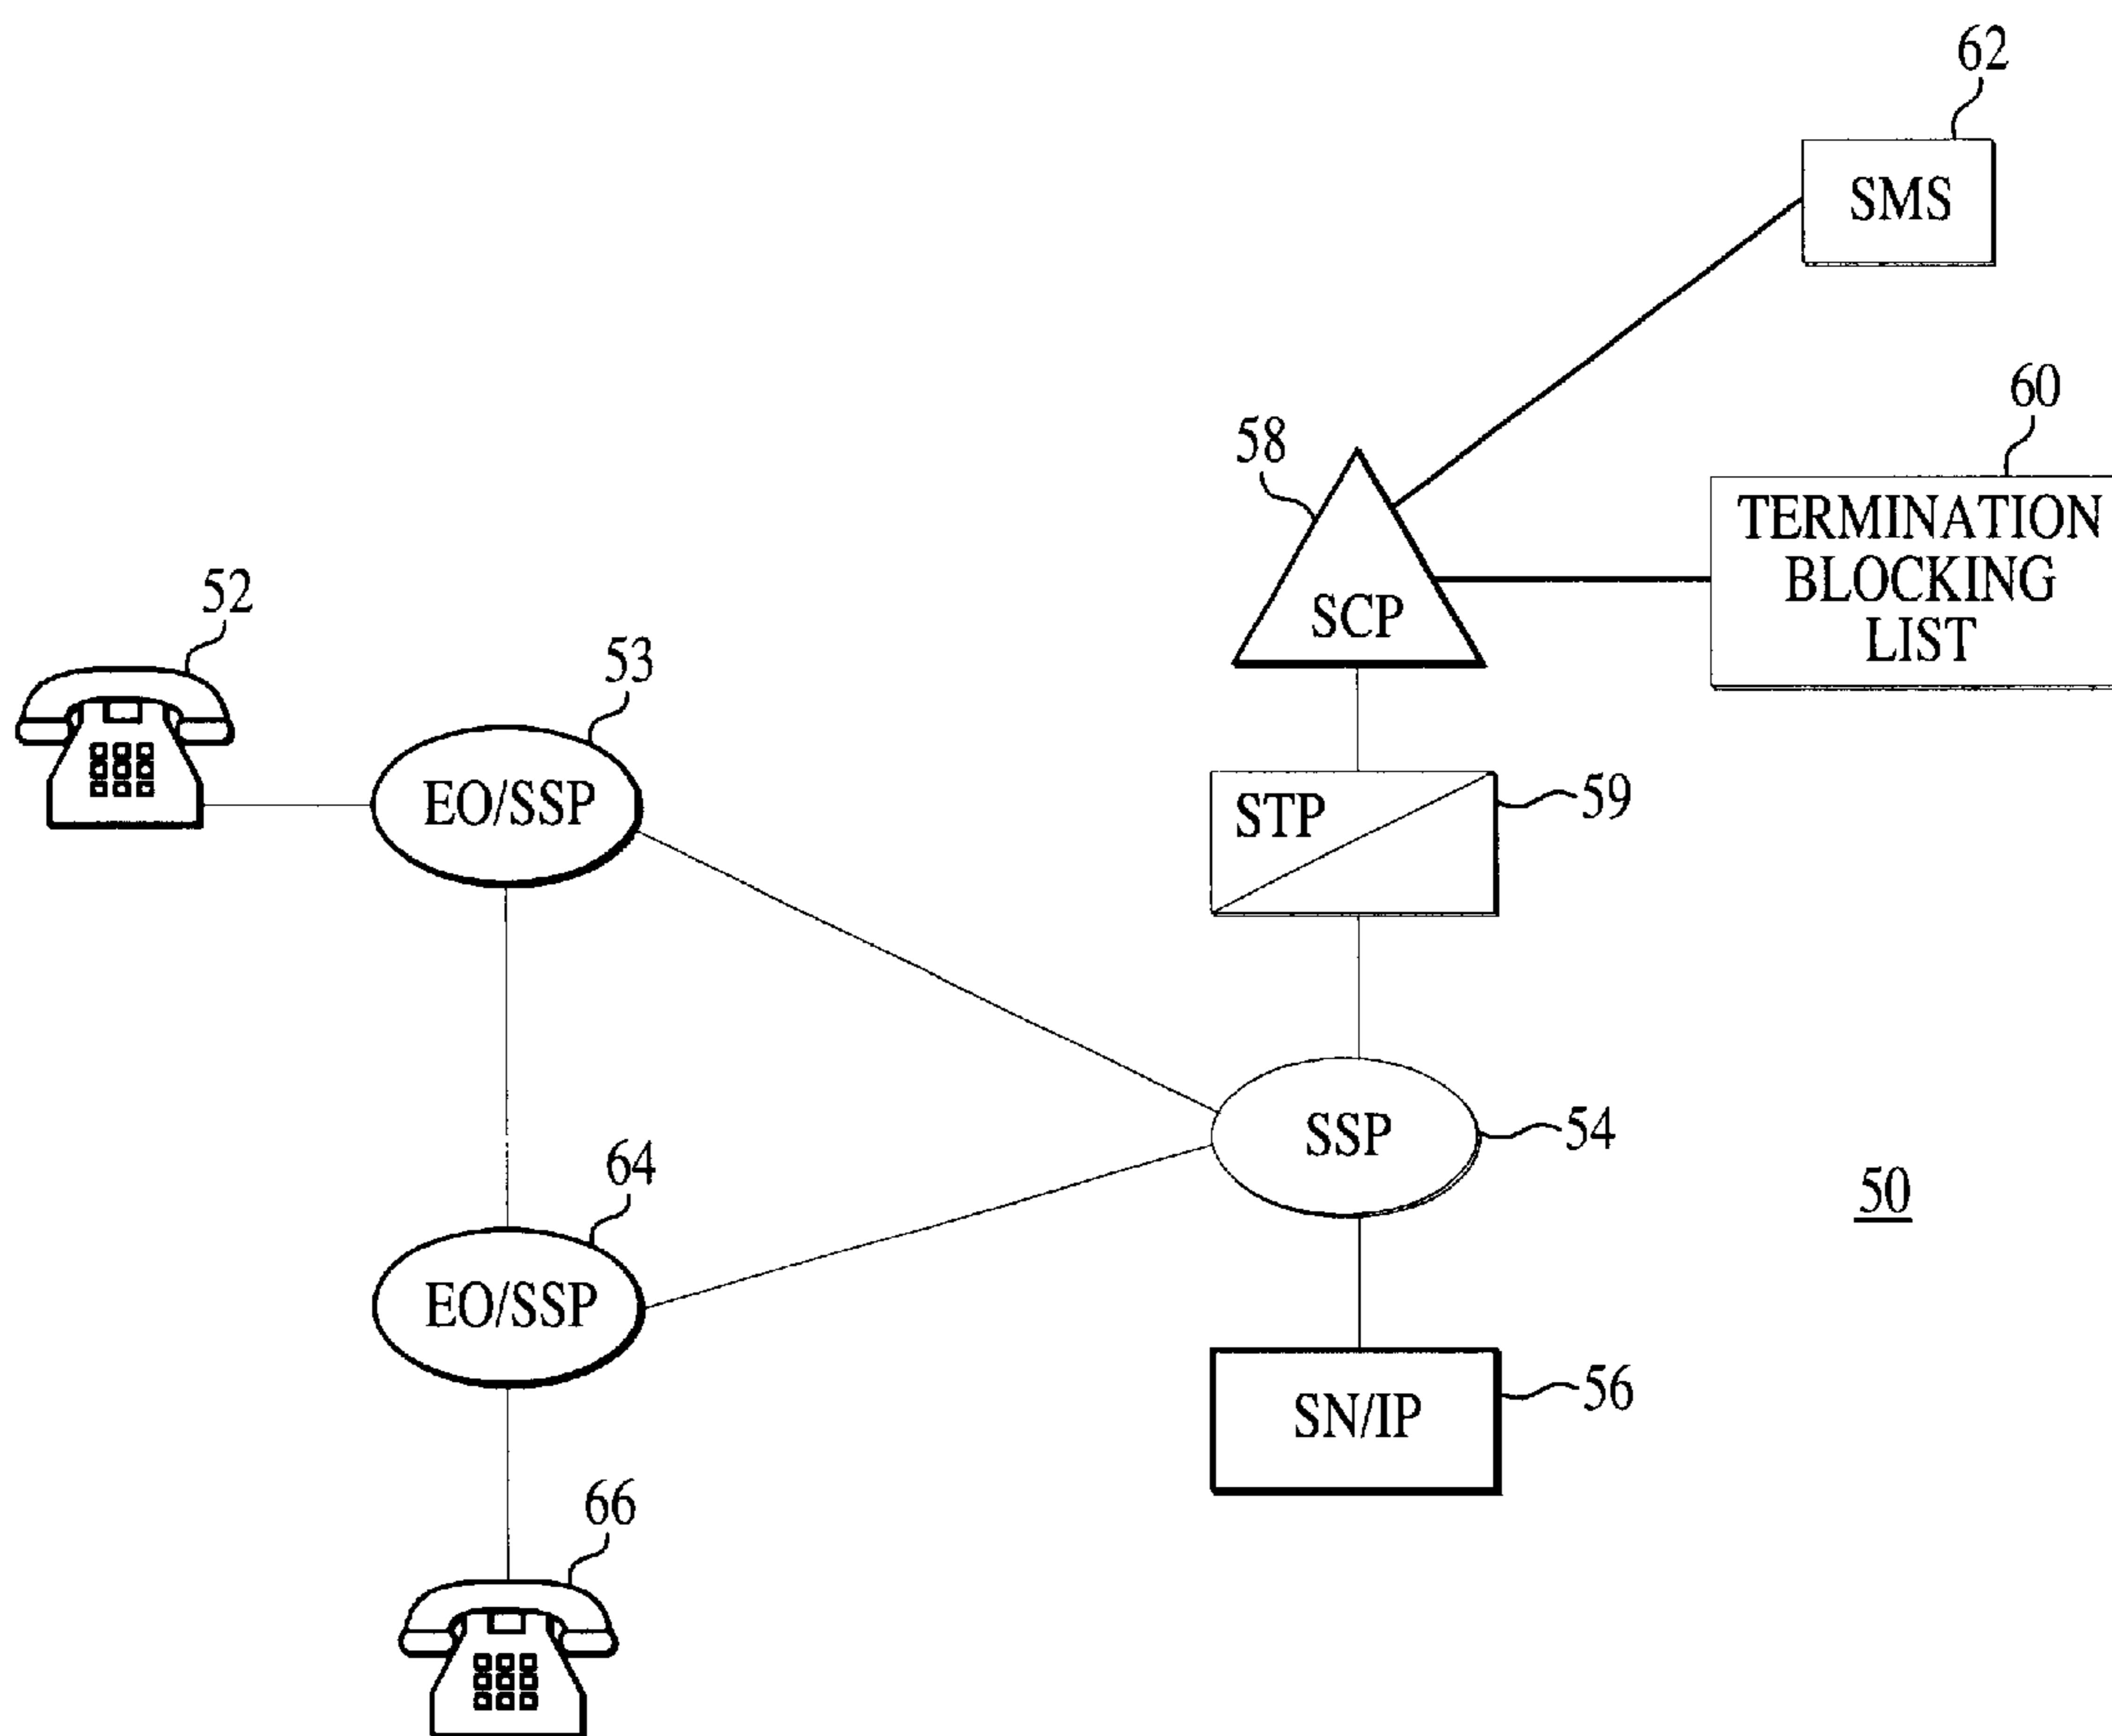 62
SMS
60
TERMINATION
BLOCKING
LIST
58
SCP
52
53
EO/SSP
STP
59
64
SSP
54
50
EO/SSP
SN/IP
56
66